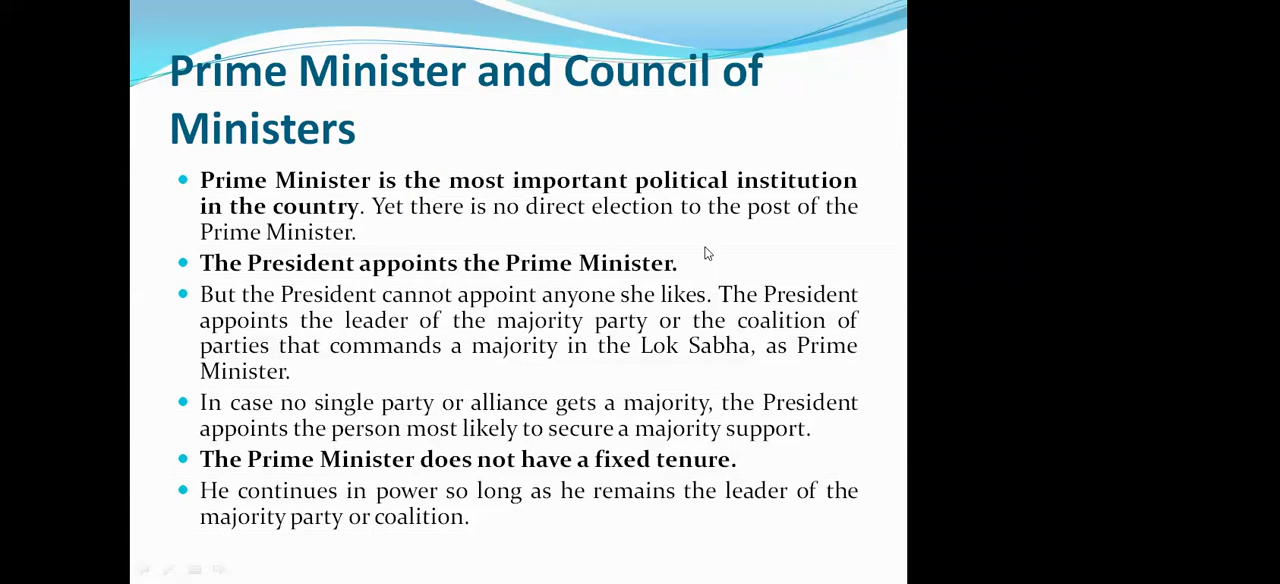 Prime Minister and Council of
Ministers
Prime Minister is the most important political institution
in the country. Yet there is no direct election to the post of the
Prime Minister.
The President appoints the Prime Minister.
But the President cannot appoint anyone she likes. The President
appoints the leader of the majority party or the coalition of
parties that commands a majority in the Lok Sabha, as Prime
Minister.
In case no single party or alliance gets a majority, the President
appoints the person most likely to secure a majority support.
The Prime Minister does not have a fixed tenure.
He continues in power so long as he remains the leader of the
majority party or coalition.